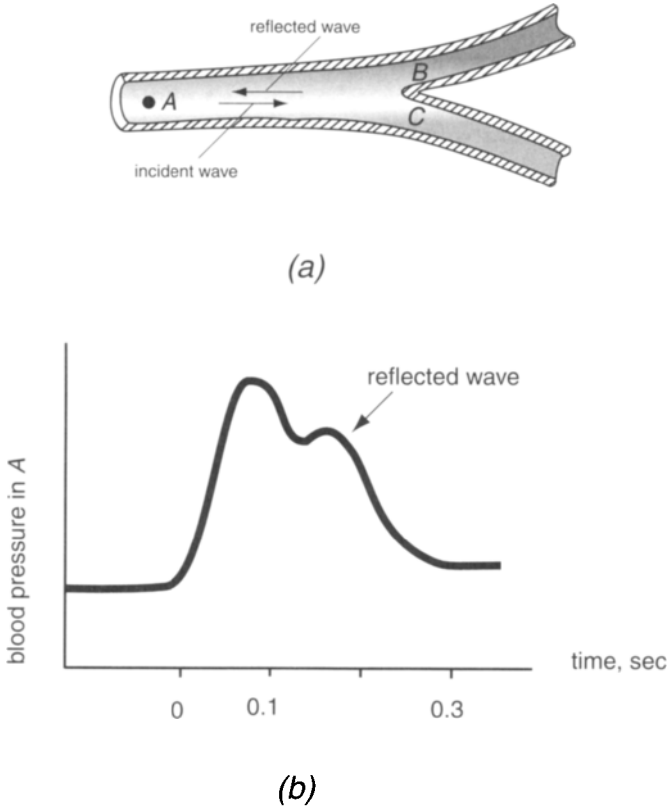 reflected wave
A
B
C
incident wave
(a)
reflected wave
blood pressure in A
time, sec
0
0.1
0.3
(b)